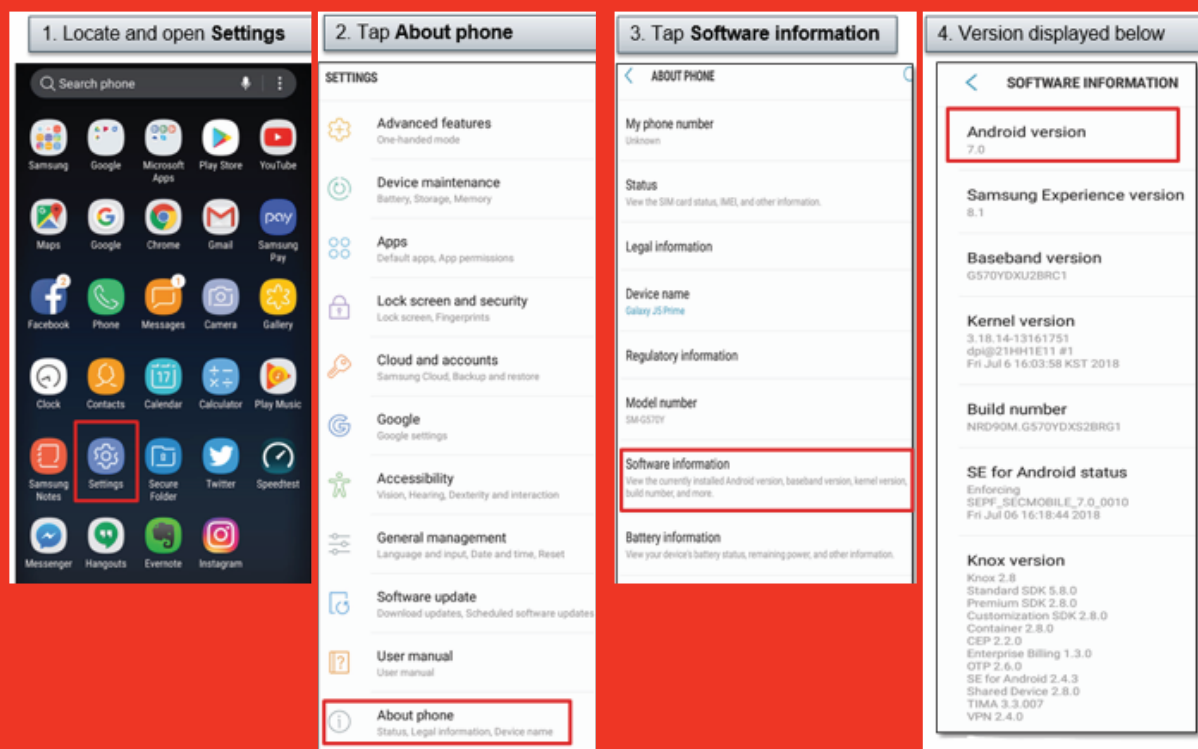 1. Locate and open Settings
Search phone
Samsung
Google
Microsoft Apps
Play Store
YouTube
Maps
Google
Chrome
Gmail
Samsung Pay
pay
Facebook
2
Phone
Messages
1
Camera
Gallery
Clock
Contacts
Calendar
17
Calculator
Play Music
Samsung Notes
Settings
Secure Folder
Twitter
Speedtest
Messenger
Hangouts
Evernote
Instagram
2. Tap About phone
SETTINGS
Advanced features
One-handed mode
Device maintenance
Battery, Storage, Memory
Apps
Default apps, App permissions
Lock screen and security
Lock screen, Fingerprints
Cloud and accounts
Samsung Cloud, Backup and restore
Google
Google settings
Accessibility
Vision, Hearing, Dexterity and interaction
General management
Language and input, Date and time, Reset
Software update
Download updates, Scheduled software updates
User manual
User manual
About phone
Status, Legal information, Device name
3. Tap Software information
ABOUT PHONE
My phone number
Unknown
Status
View the SIM card status, IMEI, and other information.
Legal information
Device name
Galaxy J5 Prime
Regulatory information
Model number
SM-G570Y
Software information
View the currently installed Android version, baseband version, kernel version,
build number, and more.
Battery information
View your device's battery status, remaining power, and other information.
4. Version displayed below
SOFTWARE INFORMATION
Android version
7.0
Samsung Experience version
8.1
Baseband version
G570YDXU2BRC1
Kernel version
3.18.14-13161751
dpi@21HH1E11 #1
Fri Jul 6 16:03:58 KST 2018
Build number
NRD90M.G570YDXS2BRG1
SE for Android status
Enforcing
SEPF_SECMOBILE_7.0_0010
Fri Jul 06 16:18:44 2018
Knox version
Knox 2.8
Standard SDK 5.8.0
Premium SDK 2.8.0
Customization SDK 2.8.0
Container 2.8.0
CEP 2.2.0
Enterprise Billing 1.3.0
OTP 2.6.0
SE for Android 2.4.3
Shared Device 2.8.0
TIMA 3.3.007
VPN 2.4.0